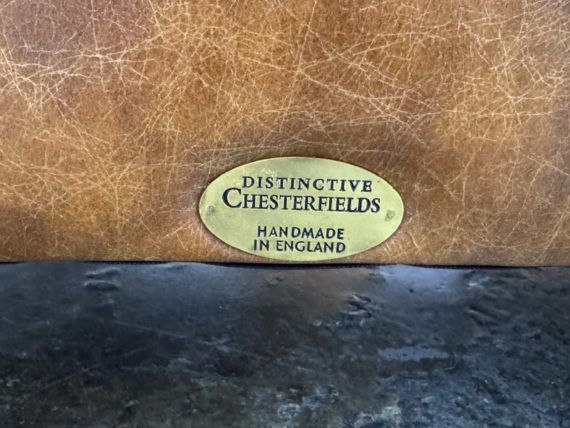 DISTINCTIVE
CHESTERFIELDS
HANDMADE
IN ENGLAND